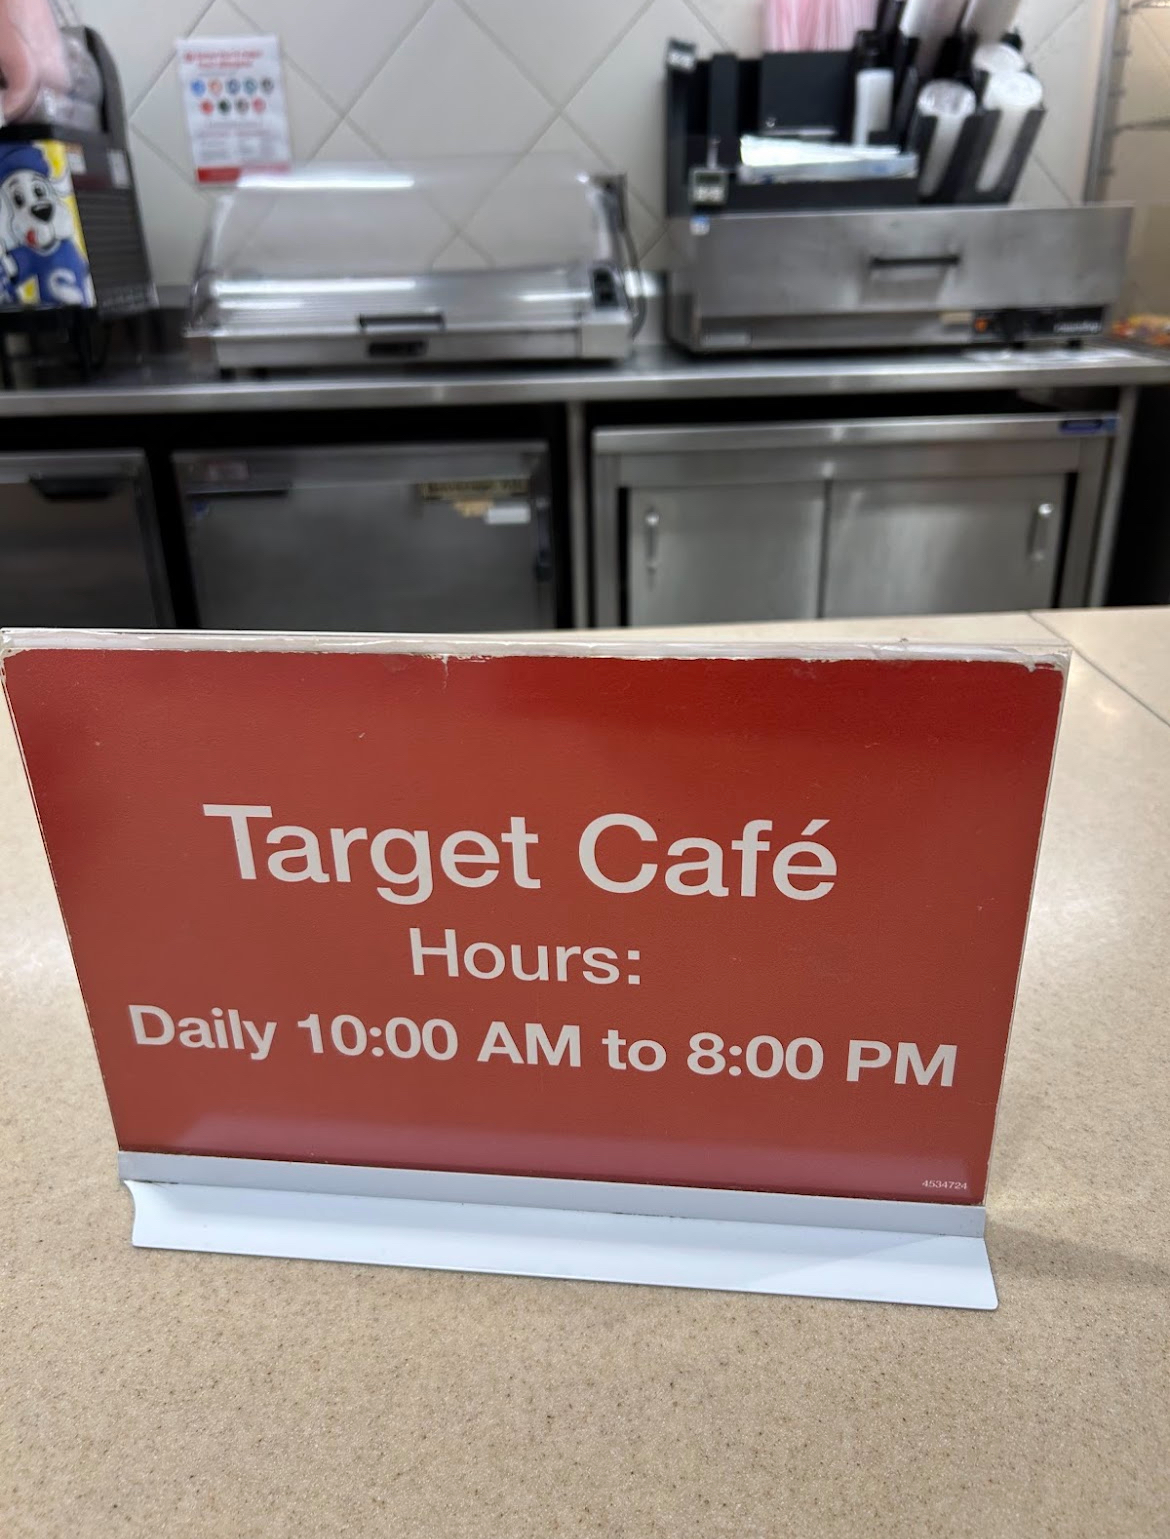 Target Café
Hours:
Daily 10:00 AM to 8:00 PM
4534724